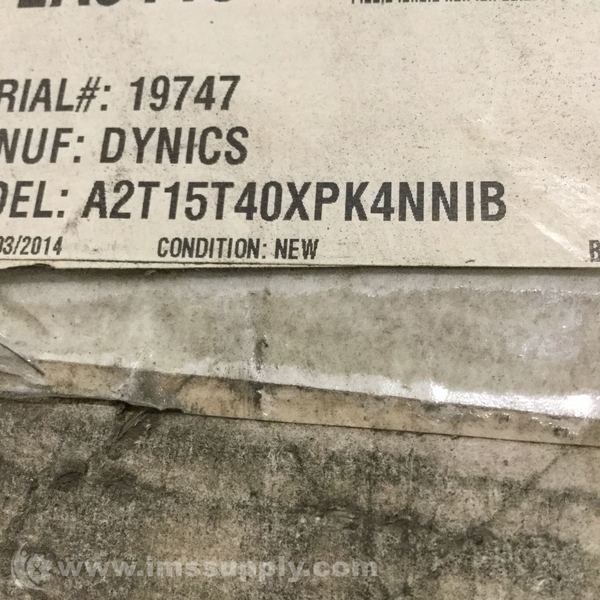 RIAL#: 19747
NUF: DYNICS
DEL: A2T15T40XPK4NNIB
03/2014 CONDITION: NEW B
www.imssupply.com